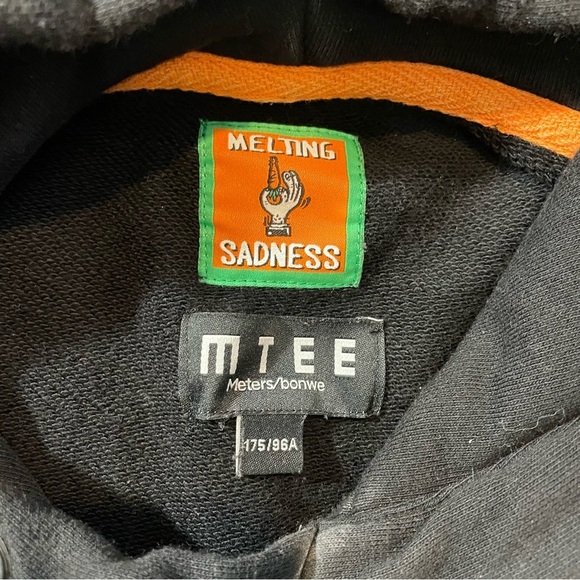 MELTING
SADNESS
MTEE
Meters/bonwe
175/96A